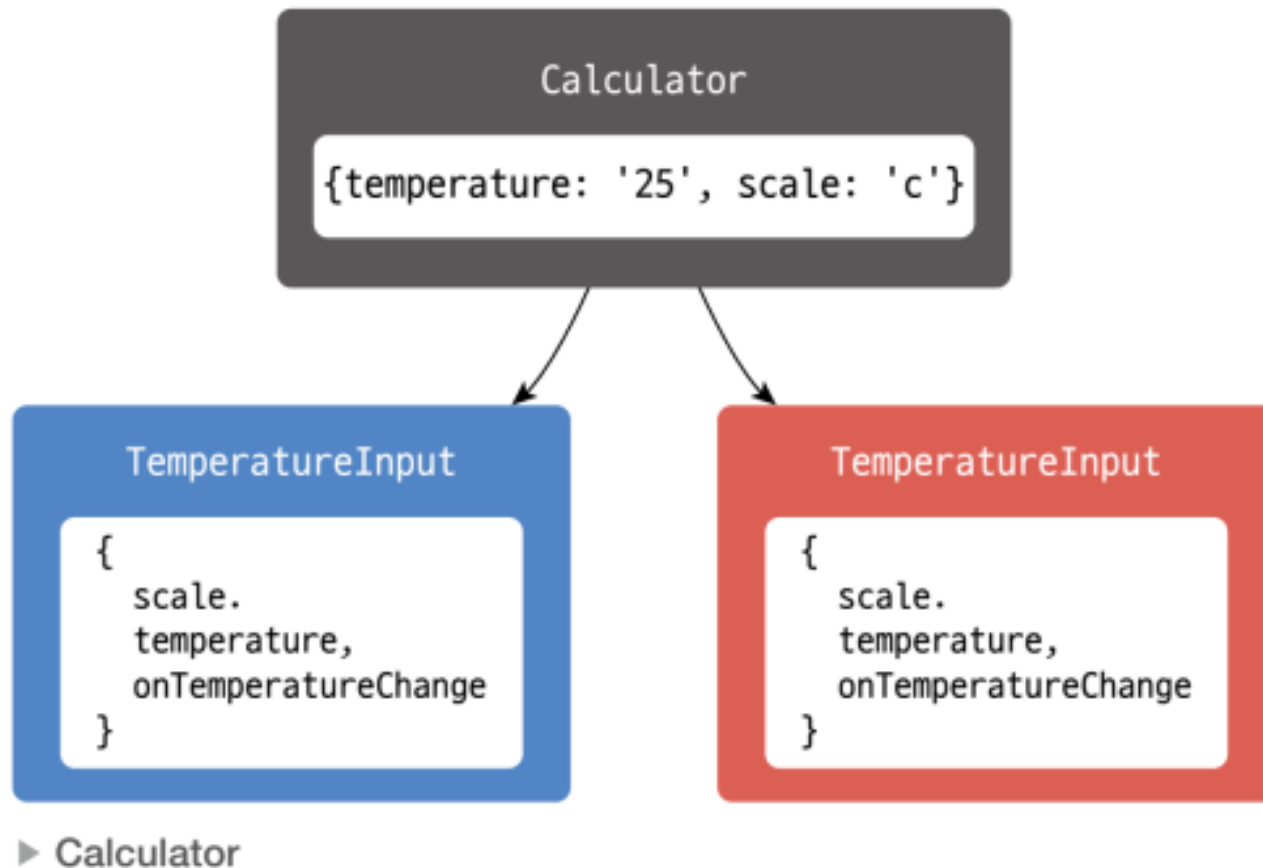 Calculator
{temperature: '25', scale: 'c'}
TemperatureInput
{
scale.
temperature,
onTemperatureChange
}
TemperatureInput
{
scale.
temperature,
onTemperatureChange
}
▶ Calculator